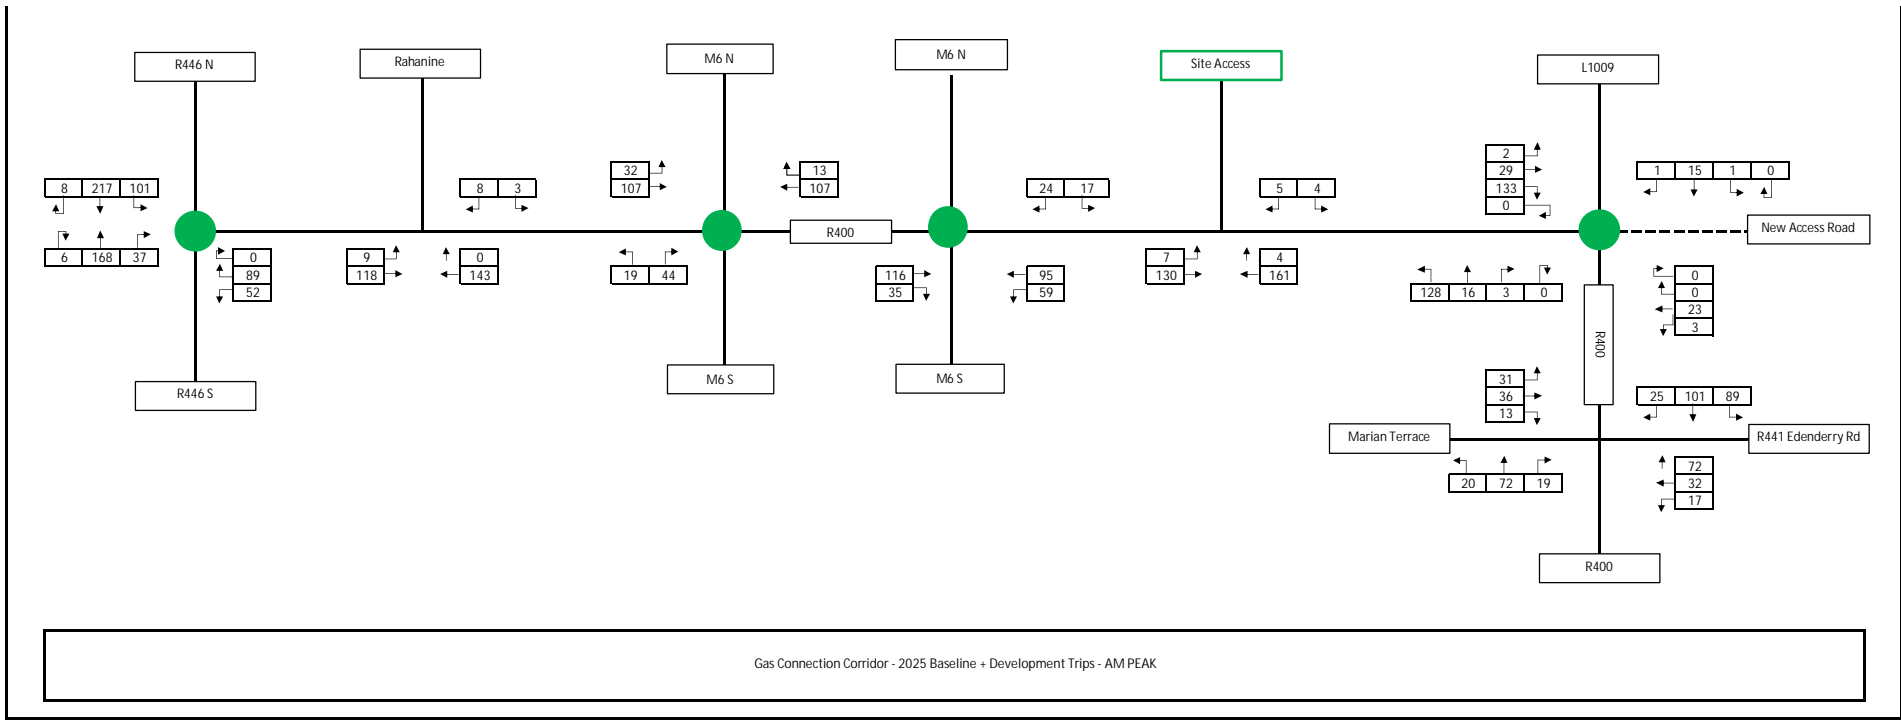 R446 N
Rahanine
M6 N
M6 N
Site Access
L1009
32
107
13
107
2
29
133
0
1 15 1 0
8 217 101
8 3
24 17
5 4
6 168 37
0
89
52
9
118
0
143
19 44
R400
116
35
95
59
7
130
4
161
128 16 3 0
New Access Road
0
0
23
3
R400
R446 S
M6 S
M6 S
31
36
13
25 101 89
Marian Terrace
R441 Edenderry Rd
20 72 19
72
32
17
R400
Gas Connection Corridor - 2025 Baseline + Development Trips - AM PEAK